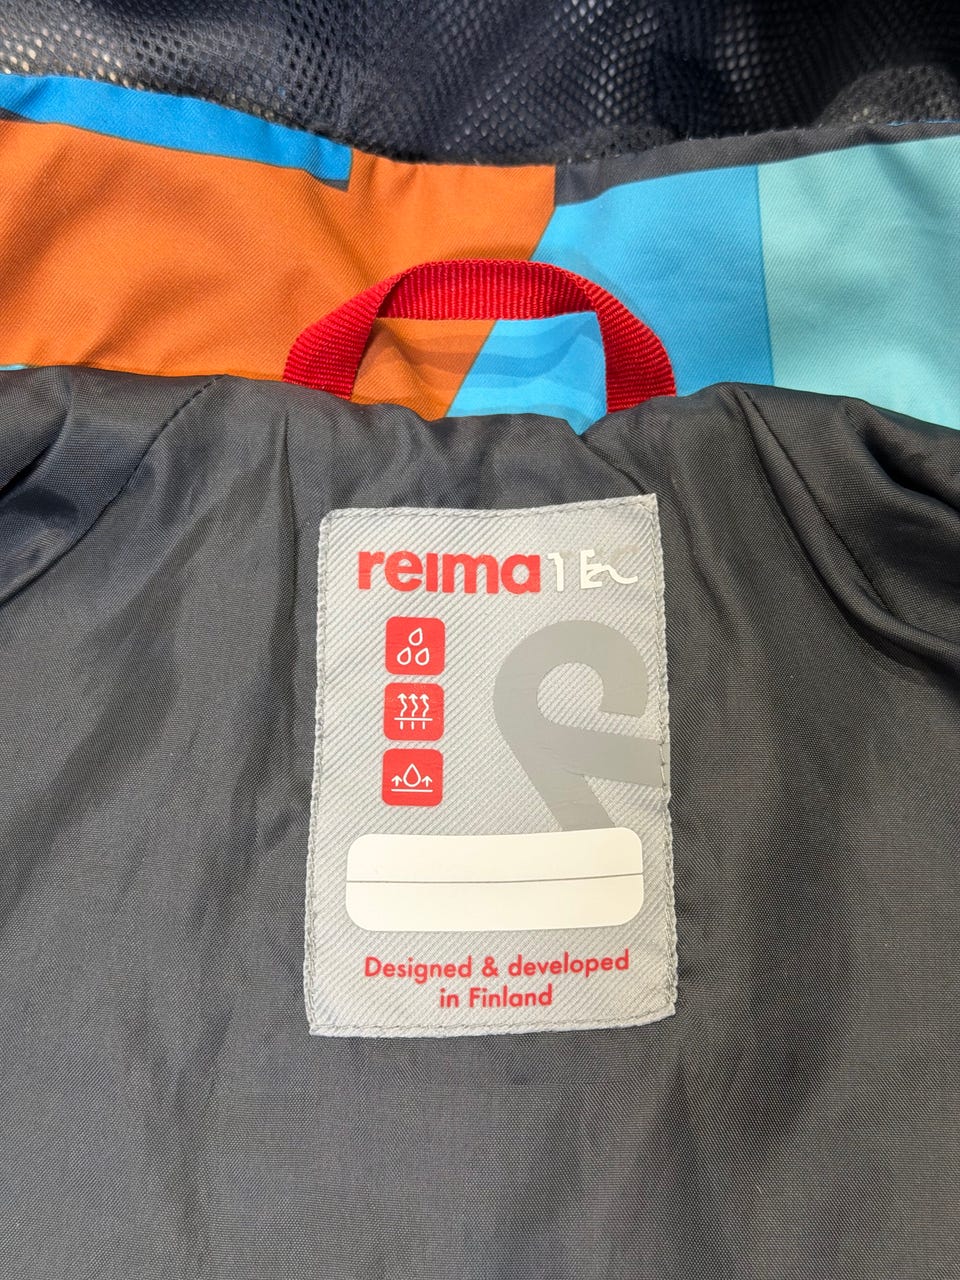 reimaTEC
Designed & developed
in Finland